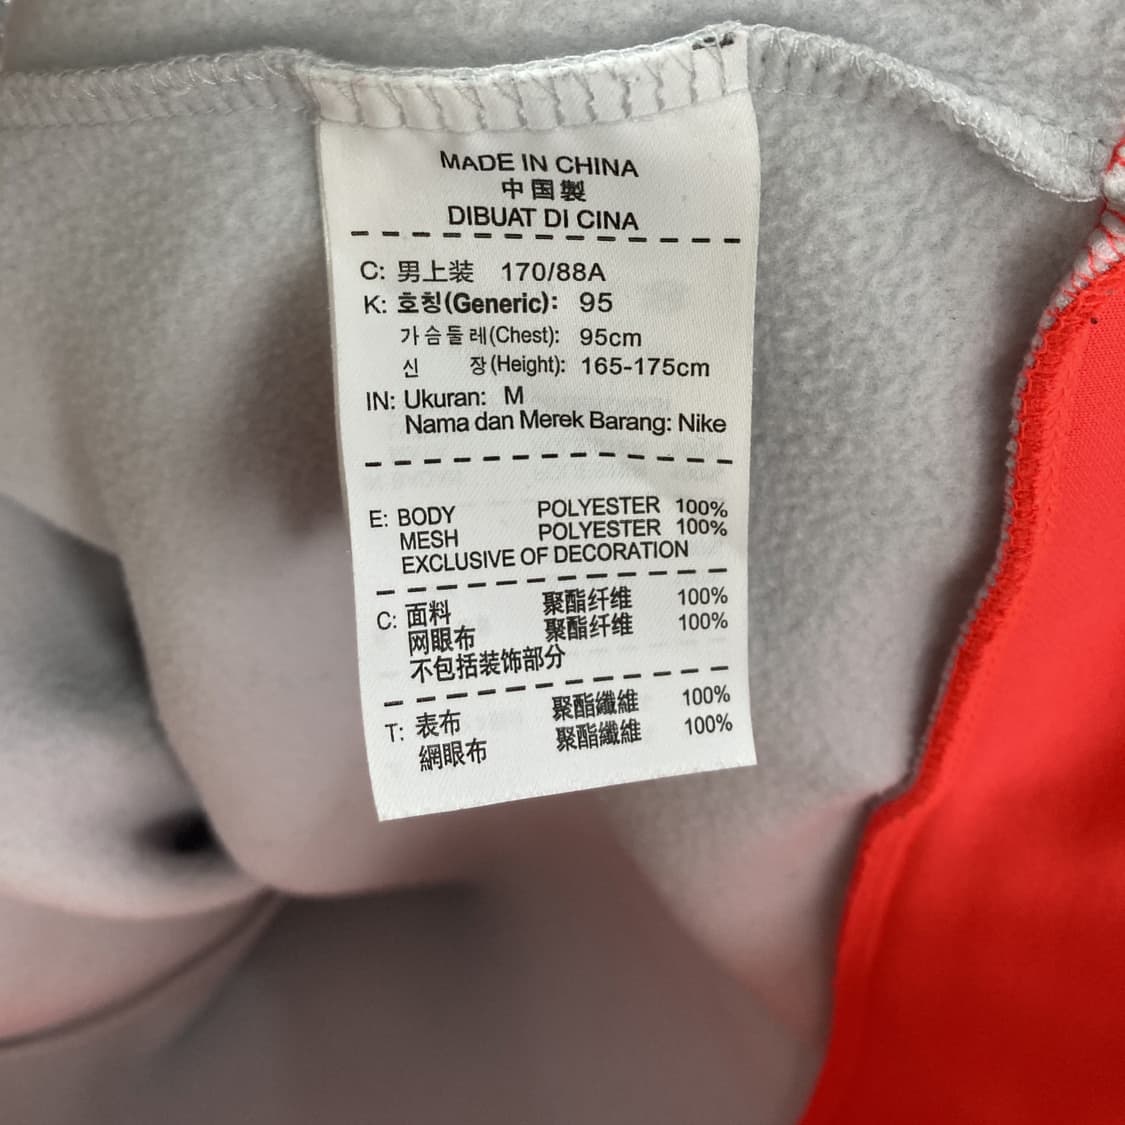 MADE IN CHINA
中国製
DIBUAT DI CINA
C: 男上装 170/88A
K: 호칭(Generic): 95
가슴둘레(Chest): 95cm
신 장(Height): 165-175cm
IN: Ukuran: M
Nama dan Merek Barang: Nike
E: BODY POLYESTER 100%
MESH POLYESTER 100%
EXCLUSIVE OF DECORATION
C: 面料 聚酯纤维 100%
网眼布 聚酯纤维 100%
不包括装饰部分
T: 表布 聚酯纖維 100%
網眼布 聚酯纖維 100%